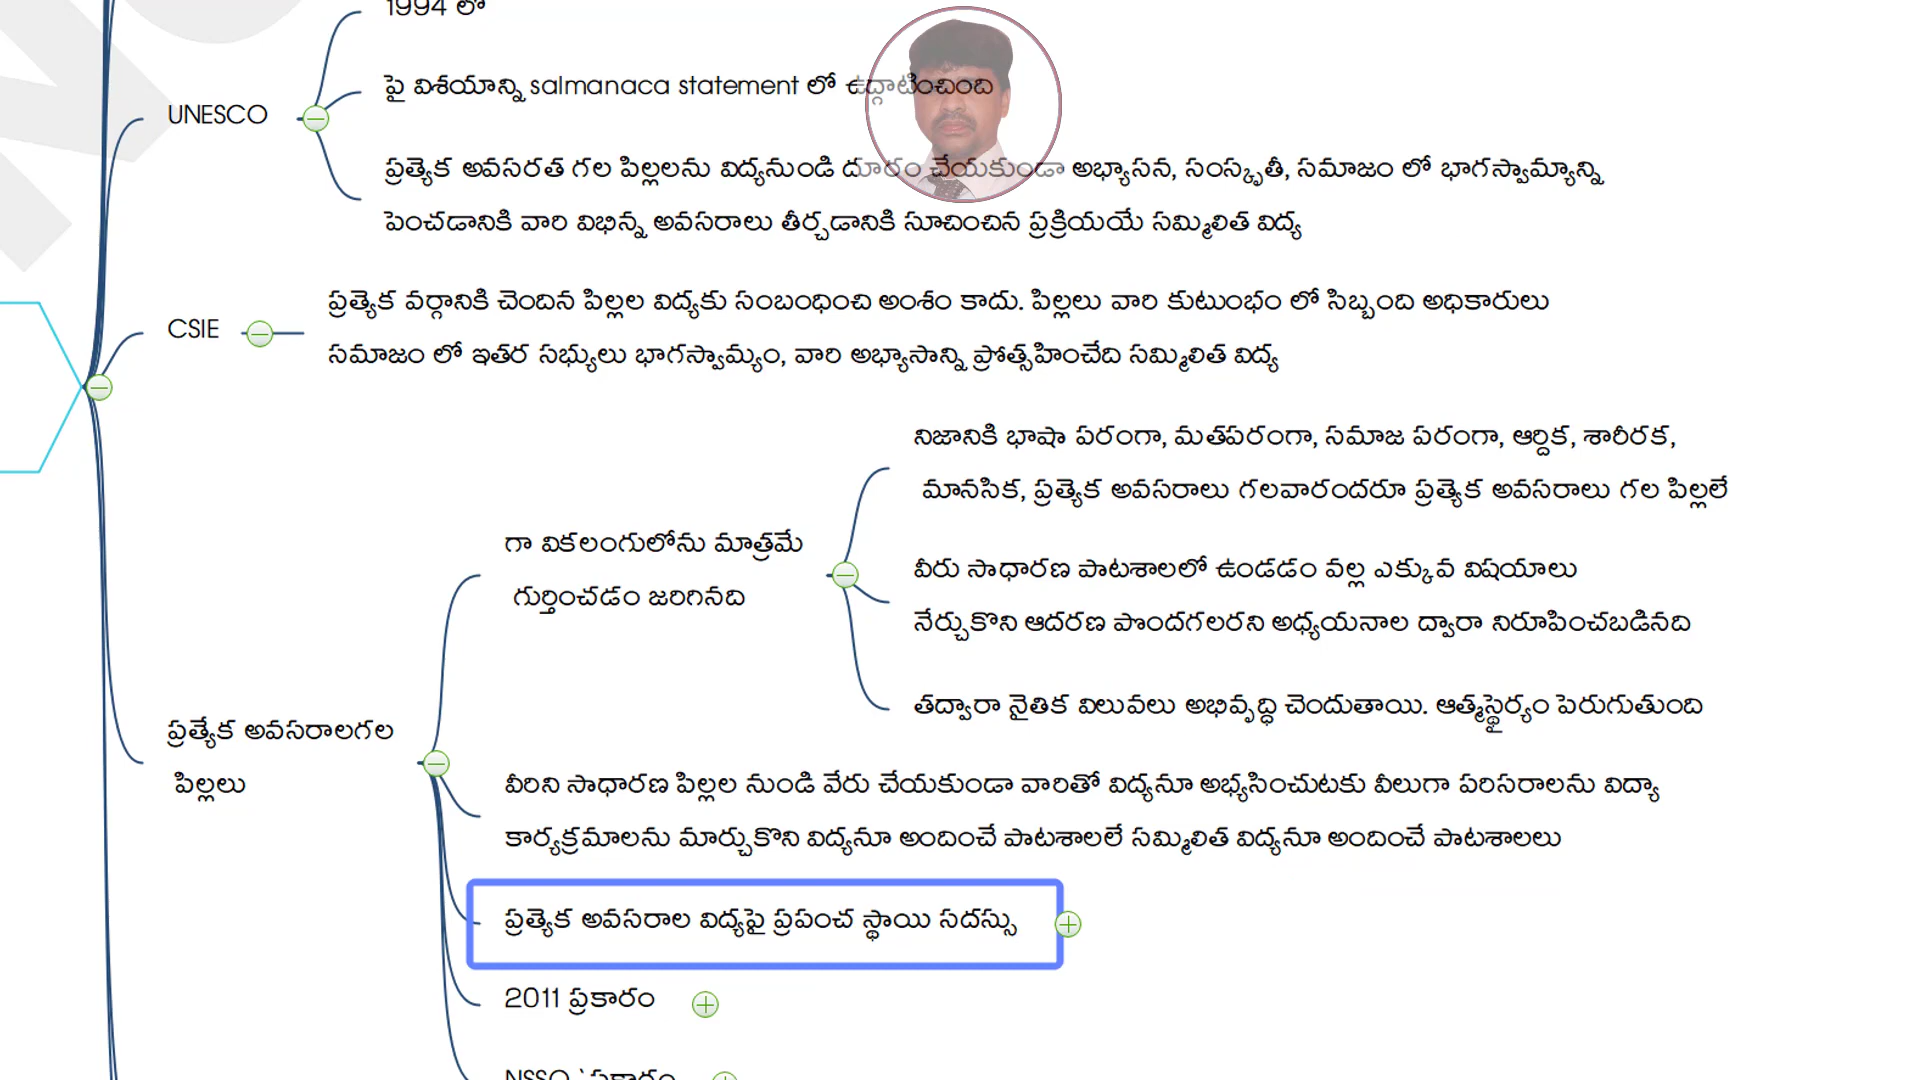 1994 లో
పై విశయాన్ని salmanaca statement లో ఉద్గాటించింది
UNESCO
ప్రత్యెక అవసరత గల పిల్లలను విద్యనుండి దూరం చేయకుండా అభ్యాసన, సంస్కృతీ, సమాజం లో భాగస్వామ్యాన్ని
పెంచడానికి వారి విభిన్న అవసరాలు తీర్చడానికి సూచించిన ప్రక్రియయే సమ్మిలిత విద్య
CSIE
ప్రత్యెక వర్గానికి చెందిన పిల్లల విద్యకు సంబంధించి అంశం కాదు. పిల్లలు వారి కుటుంభం లో సిబ్బంది అధికారులు
సమాజం లో ఇతర సభ్యులు భాగస్వామ్యం, వారి అభ్యాసాన్ని ప్రోత్సహించేది సమ్మిలిత విద్య
నిజానికి భాషా పరంగా, మతపరంగా, సమాజ పరంగా, ఆర్దిక, శారీరక,
మానసిక, ప్రత్యెక అవసరాలు గలవారందరూ ప్రత్యెక అవసరాలు గల పిల్లలే
గా వికలంగులోను మాత్రమే
గుర్తించడం జరిగినది
వీరు సాధారణ పాటశాలలో ఉండడం వల్ల ఎక్కువ విషయాలు
నేర్చుకొని ఆదరణ పొందగలరని అధ్యయనాల ద్వారా నిరూపించబడినది
తద్వారా నైతిక విలువలు అభివృద్ధి చెందుతాయి. ఆత్మస్థైర్యం పెరుగుతుంది
ప్రత్యేక అవసరాలగల
పిల్లలు
వీరిని సాధారణ పిల్లల నుండి వేరు చేయకుండా వారితో విద్యనూ అభ్యసించుటకు వీలుగా పరిసరాలను విద్యా
కార్యక్రమాలను మార్చుకొని విద్యనూ అందించే పాటశాలలే సమ్మిలిత విద్యనూ అందించే పాటశాలలు
ప్రత్యెక అవసరాల విద్యపై ప్రపంచ స్థాయి సదస్సు
2011 ప్రకారం
NSSO ప్రకారం